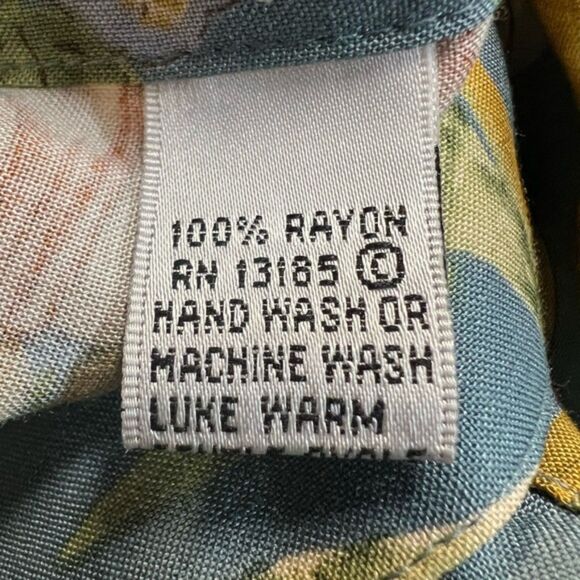 100% RAYON
RN 13185 ©
HAND WASH OR
MACHINE WASH
LUKE WARM